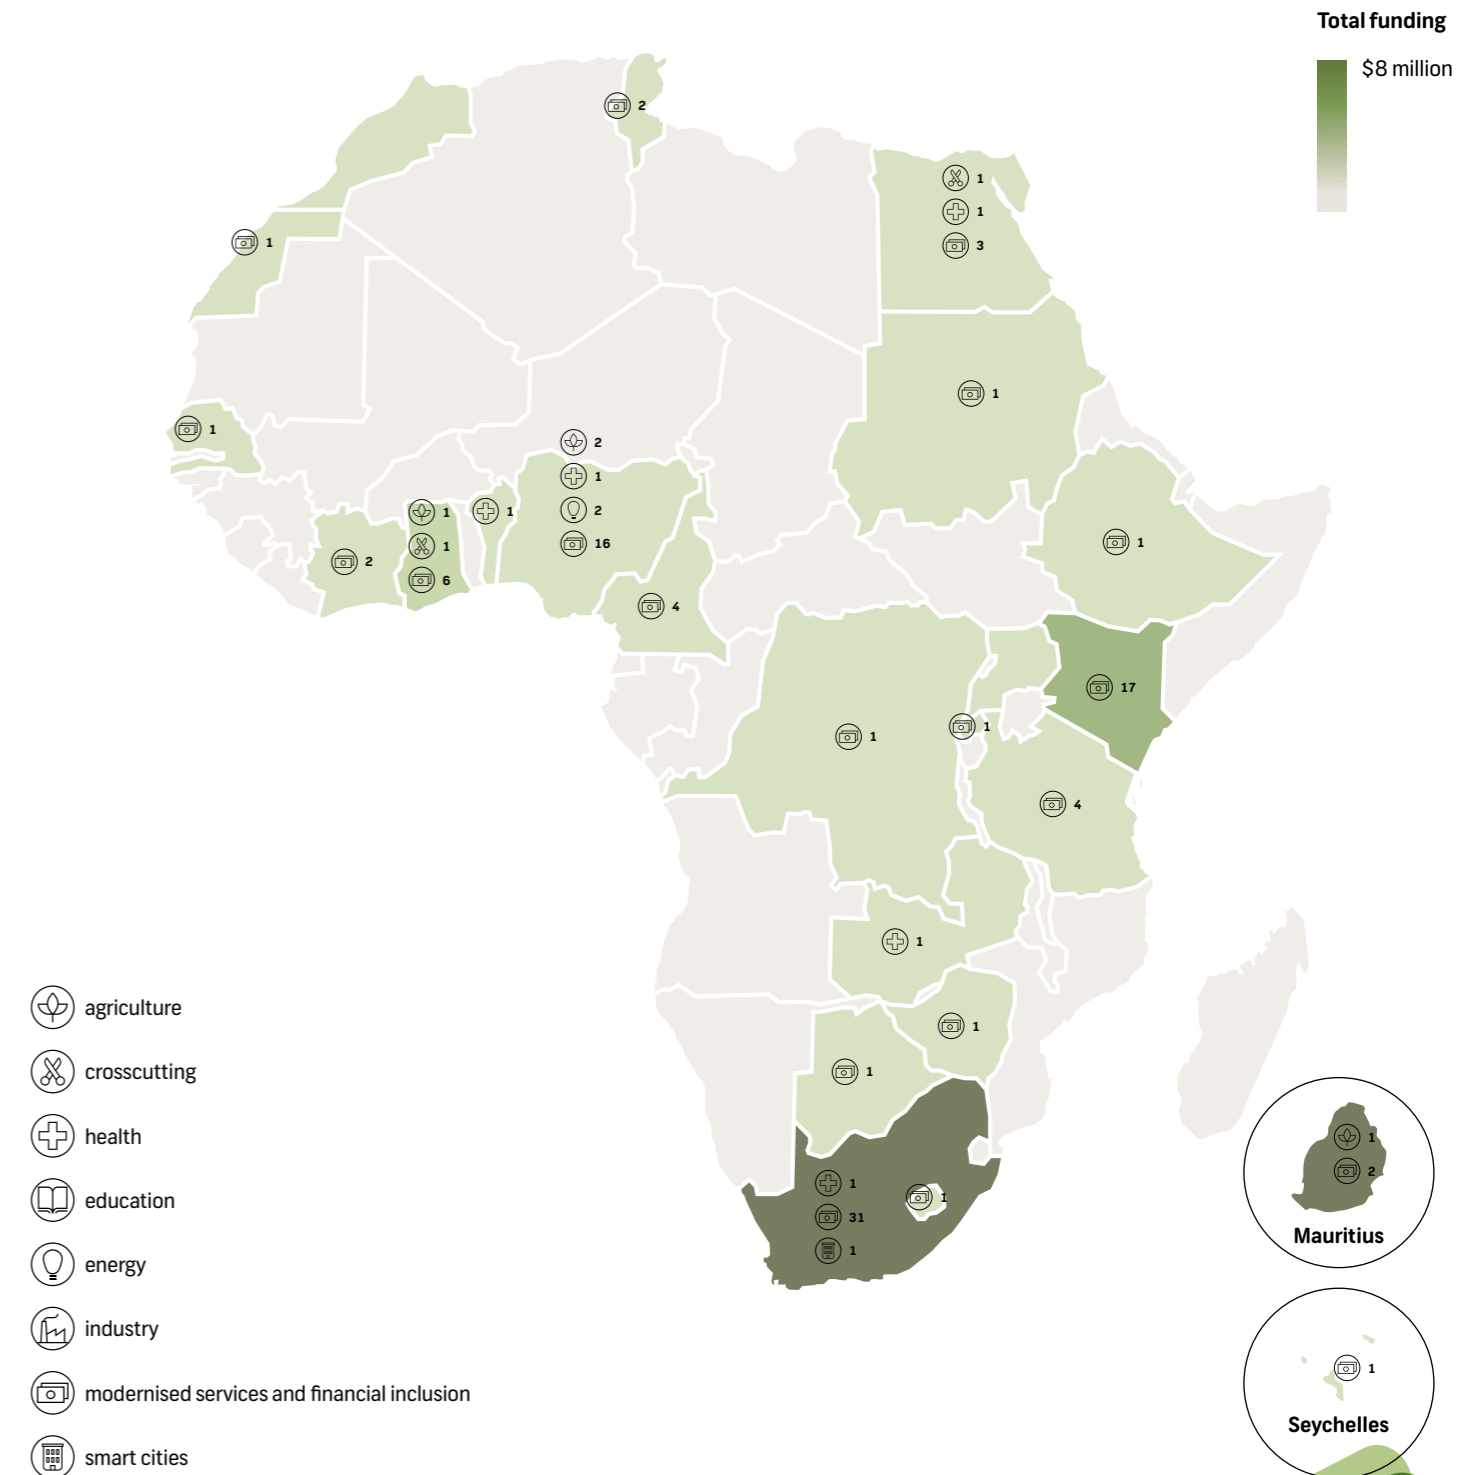 Total funding
$8 million
2
1
1
3
1
1
1
2
1
2
16
1
1
1
6
2
4
1
17
1
1
4
1
1
1
1
31
1
1
agriculture
crosscutting
health
education
energy
industry
modernised services and financial inclusion
smart cities
1
2
Mauritius
1
Seychelles